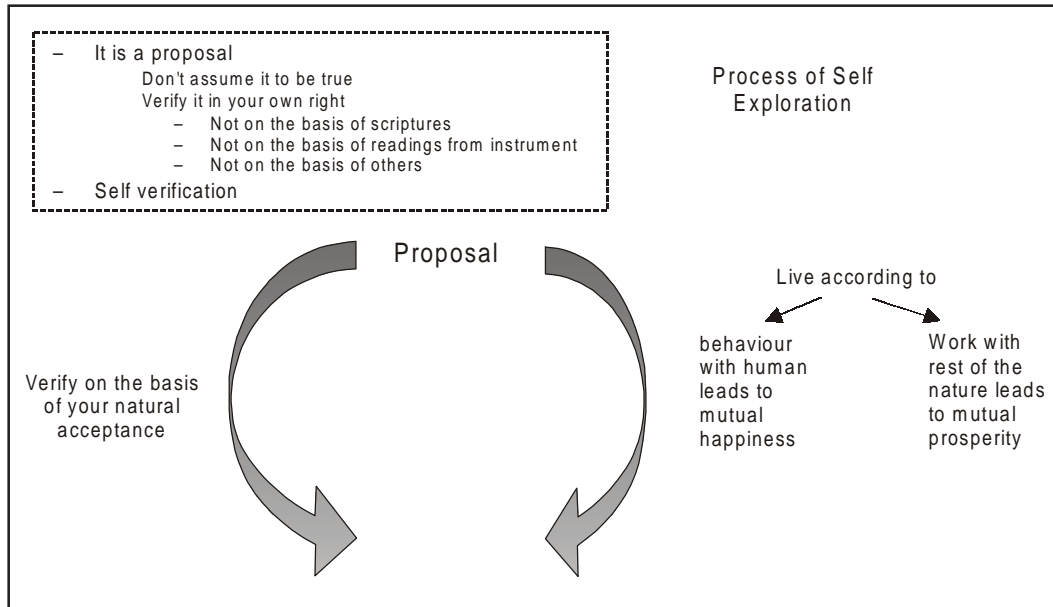 – It is a proposal
Don't assume it to be true
Verify it in your own right
– Not on the basis of scriptures
– Not on the basis of readings from instrument
– Not on the basis of others
– Self verification
Process of Self
Exploration
Proposal
Verify on the basis
of your natural
acceptance
Live according to
behaviour
with human
leads to
mutual
happiness
Work with
rest of the
nature leads
to mutual
prosperity